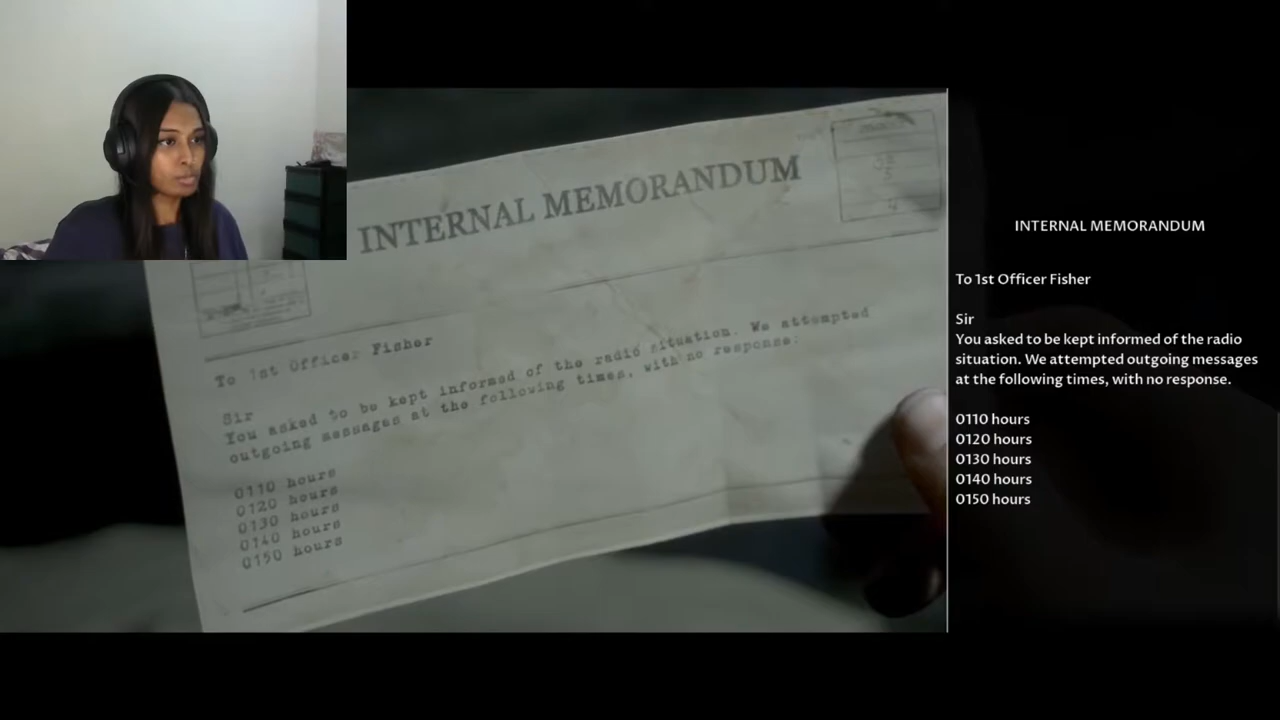 INTERNAL MEMORANDUM
To 1st Officer Fisher
Sir
You asked to be kept informed of the radio situation. We attempted
outgoing messages at the following times, with no response.
0110 hours
0120 hours
0130 hours
0140 hours
0150 hours
INTERNAL MEMORANDUM
To 1st Officer Fisher
Sir
You asked to be kept informed of the radio
situation. We attempted outgoing messages
at the following times, with no response.
0110 hours
0120 hours
0130 hours
0140 hours
0150 hours